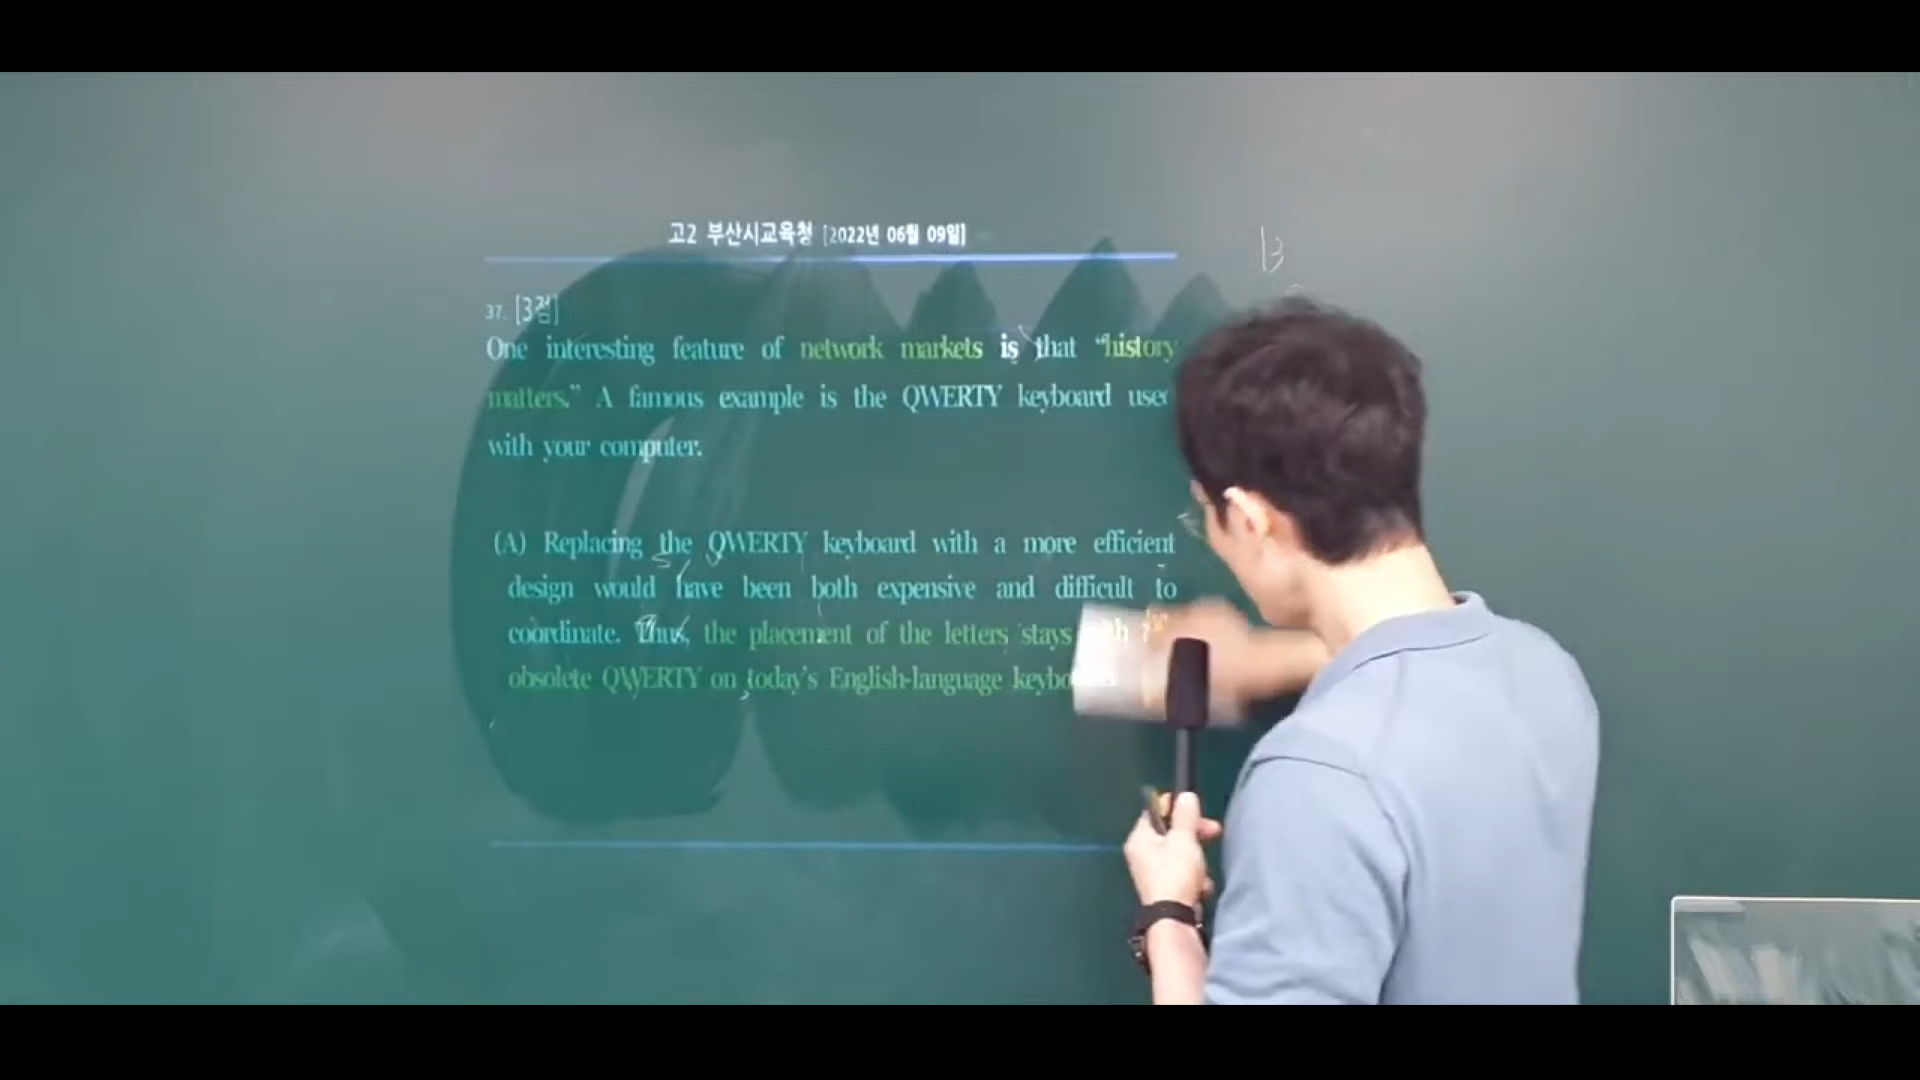 고2 부산시교육청 [2022년 06월 09일]
37. [3점]
One interesting feature of network markets is that “history
matters.” A famous example is the QWERTY keyboard used
with your computer.
(A) Replacing the QWERTY keyboard with a more efficient
design would have been both expensive and difficult to
coordinate. Thus, the placement of the letters stays
obsolete QWERTY on today's English-language